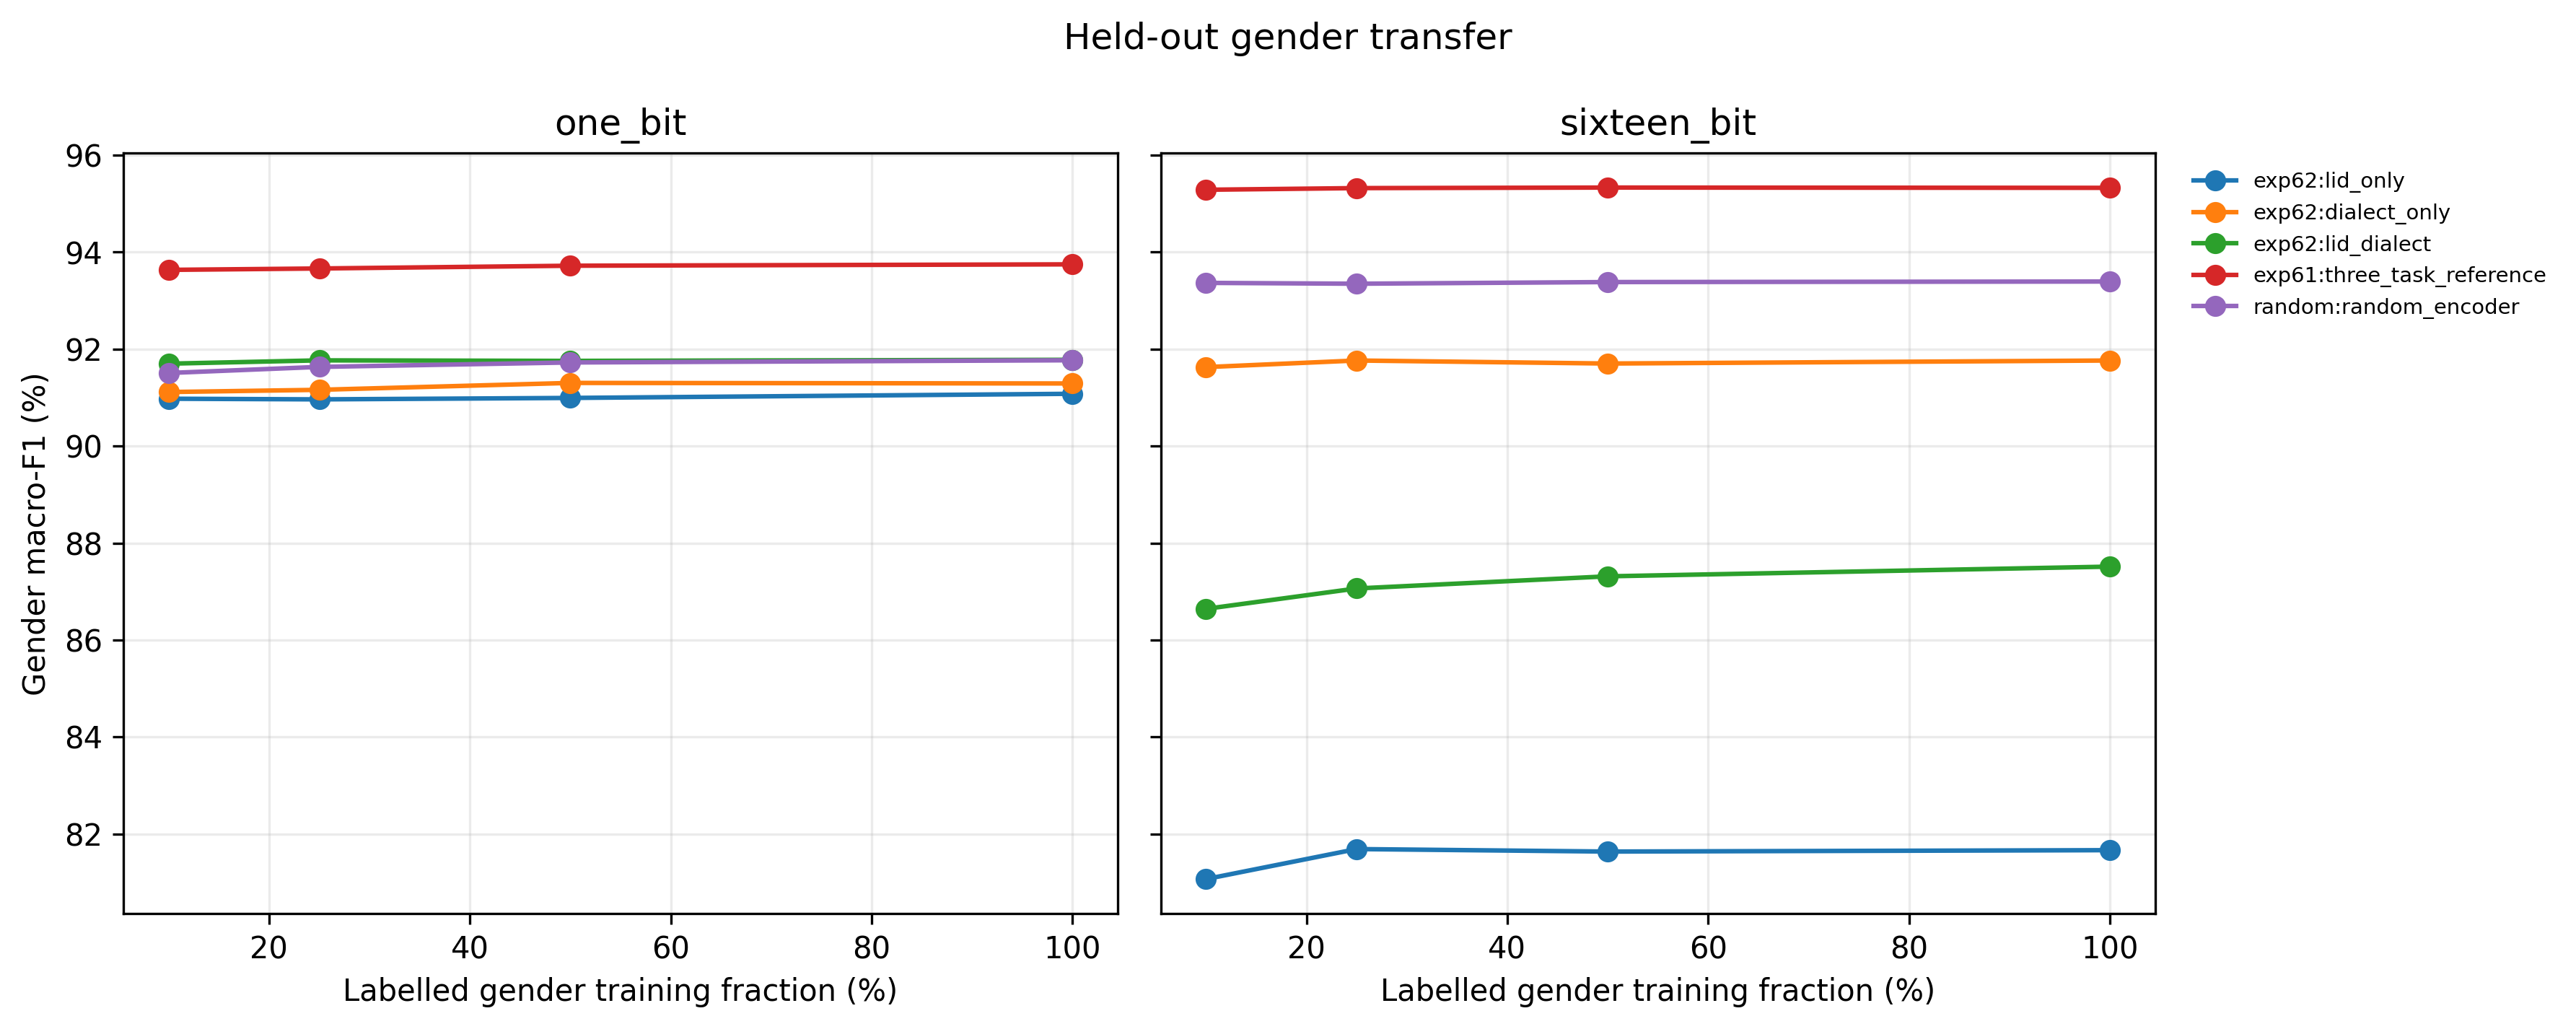 Held-out gender transfer
one_bit
sixteen_bit
96
94
92
90
88
86
84
82
Gender macro-F1 (%)
20 40 60 80 100
20 40 60 80 100
Labelled gender training fraction (%)
Labelled gender training fraction (%)
exp62:lid_only
exp62:dialect_only
exp62:lid_dialect
exp61:three_task_reference
random:random_encoder